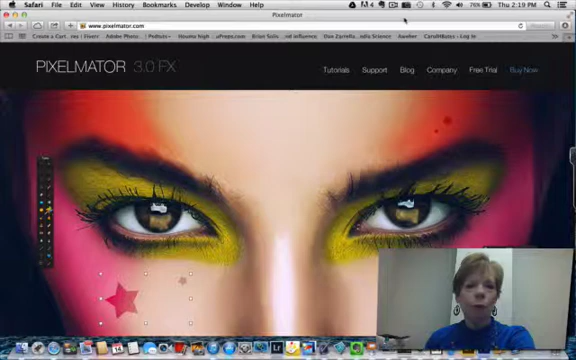 Safari File Edit View History Bookmarks Develop Window Help 4 76% Thu 2:19 PM
Pixelmator
www.pixelmator.com
PIXELMATOR 3.0 FX
Tutorials Support Blog Company Free Trial Buy Now